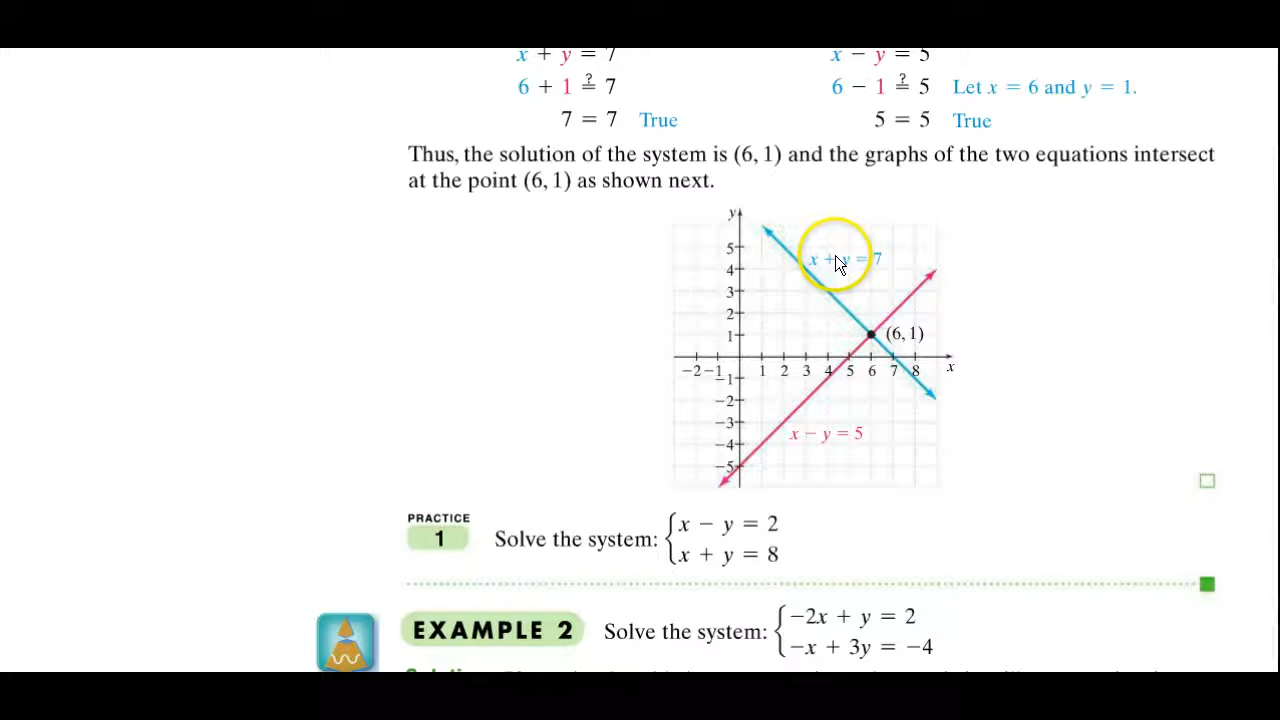 x + y = 7
x − y = 5
6 + 1 ≟ 7
6 − 1 ≟ 5 Let x = 6 and y = 1.
7 = 7 True
5 = 5 True
Thus, the solution of the system is (6, 1) and the graphs of the two equations intersect
at the point (6, 1) as shown next.
y
x + y = 7
5
4
3
2
1
(6, 1)
−2 −1 1 2 3 4 5 6 7 8 x
−1
−2
−3
−4
−5
x − y = 5
PRACTICE
1
Solve the system: {x − y = 2
x + y = 8
EXAMPLE 2 Solve the system: {−2x + y = 2
−x + 3y = −4